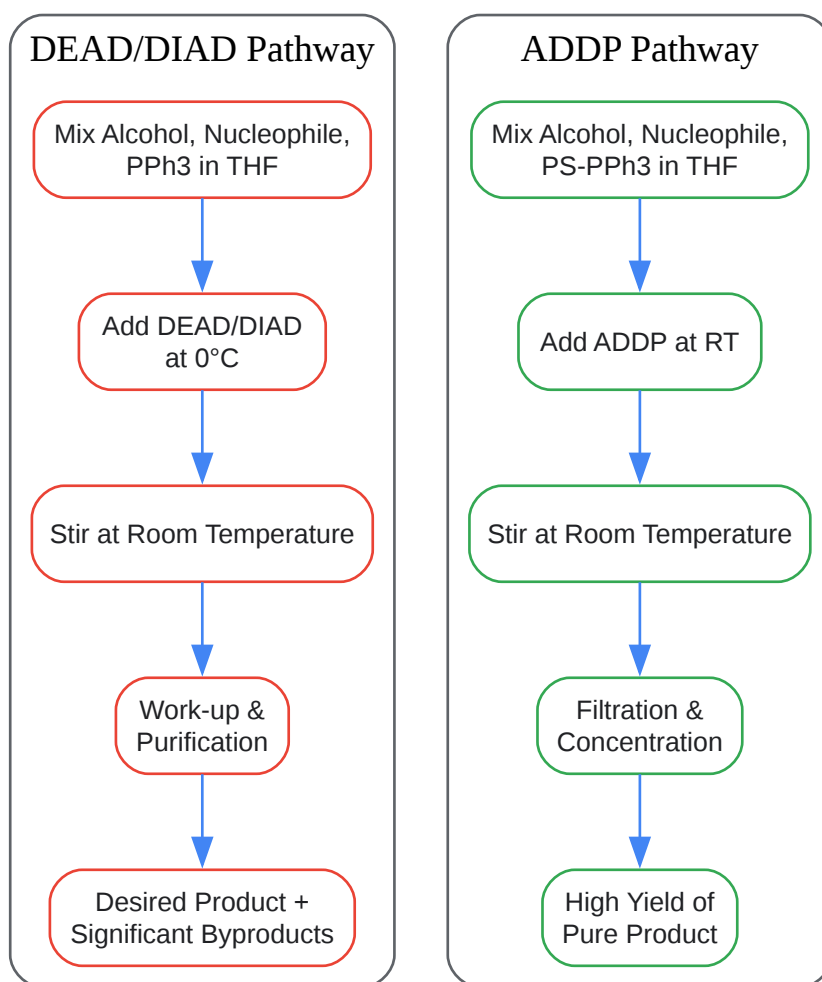 DEAD/DIAD Pathway
Mix Alcohol, Nucleophile,
PPh3 in THF
Add DEAD/DIAD
at 0°C
Stir at Room Temperature
Work-up &
Purification
Desired Product +
Significant Byproducts
ADDP Pathway
Mix Alcohol, Nucleophile,
PS-PPh3 in THF
Add ADDP at RT
Stir at Room Temperature
Filtration &
Concentration
High Yield of
Pure Product